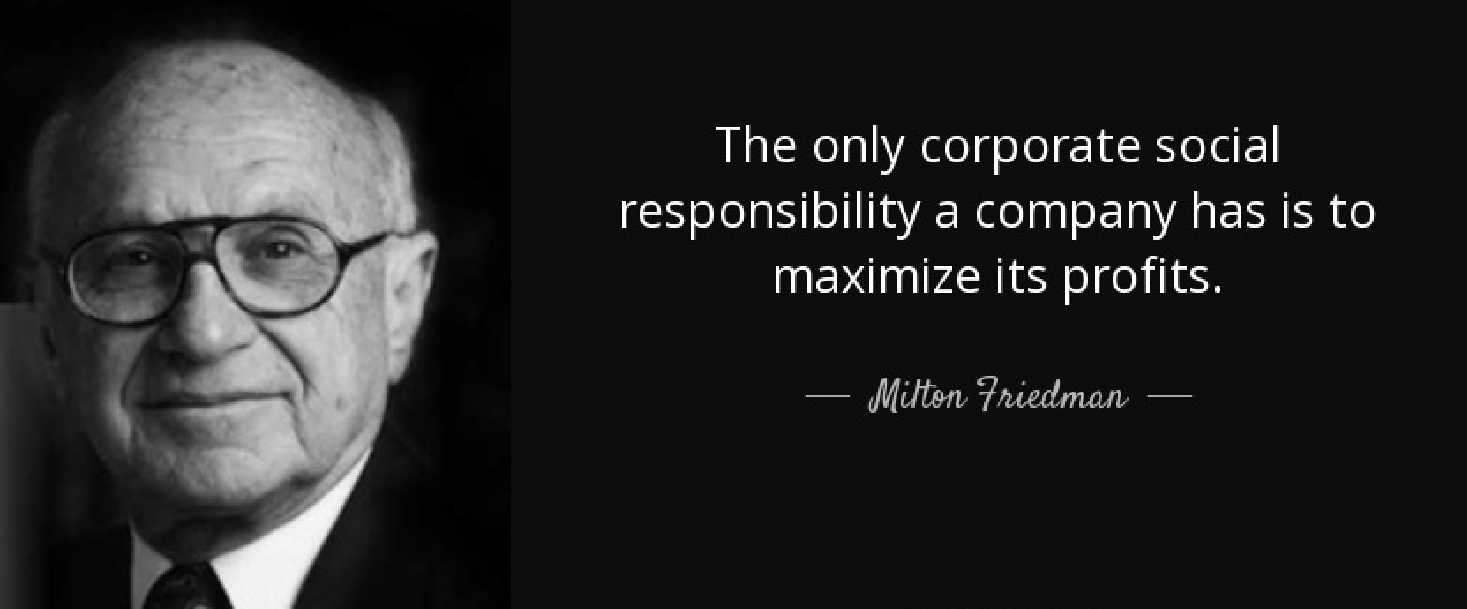 The only corporate social
responsibility a company has is to
maximize its profits.
Milton Friedman